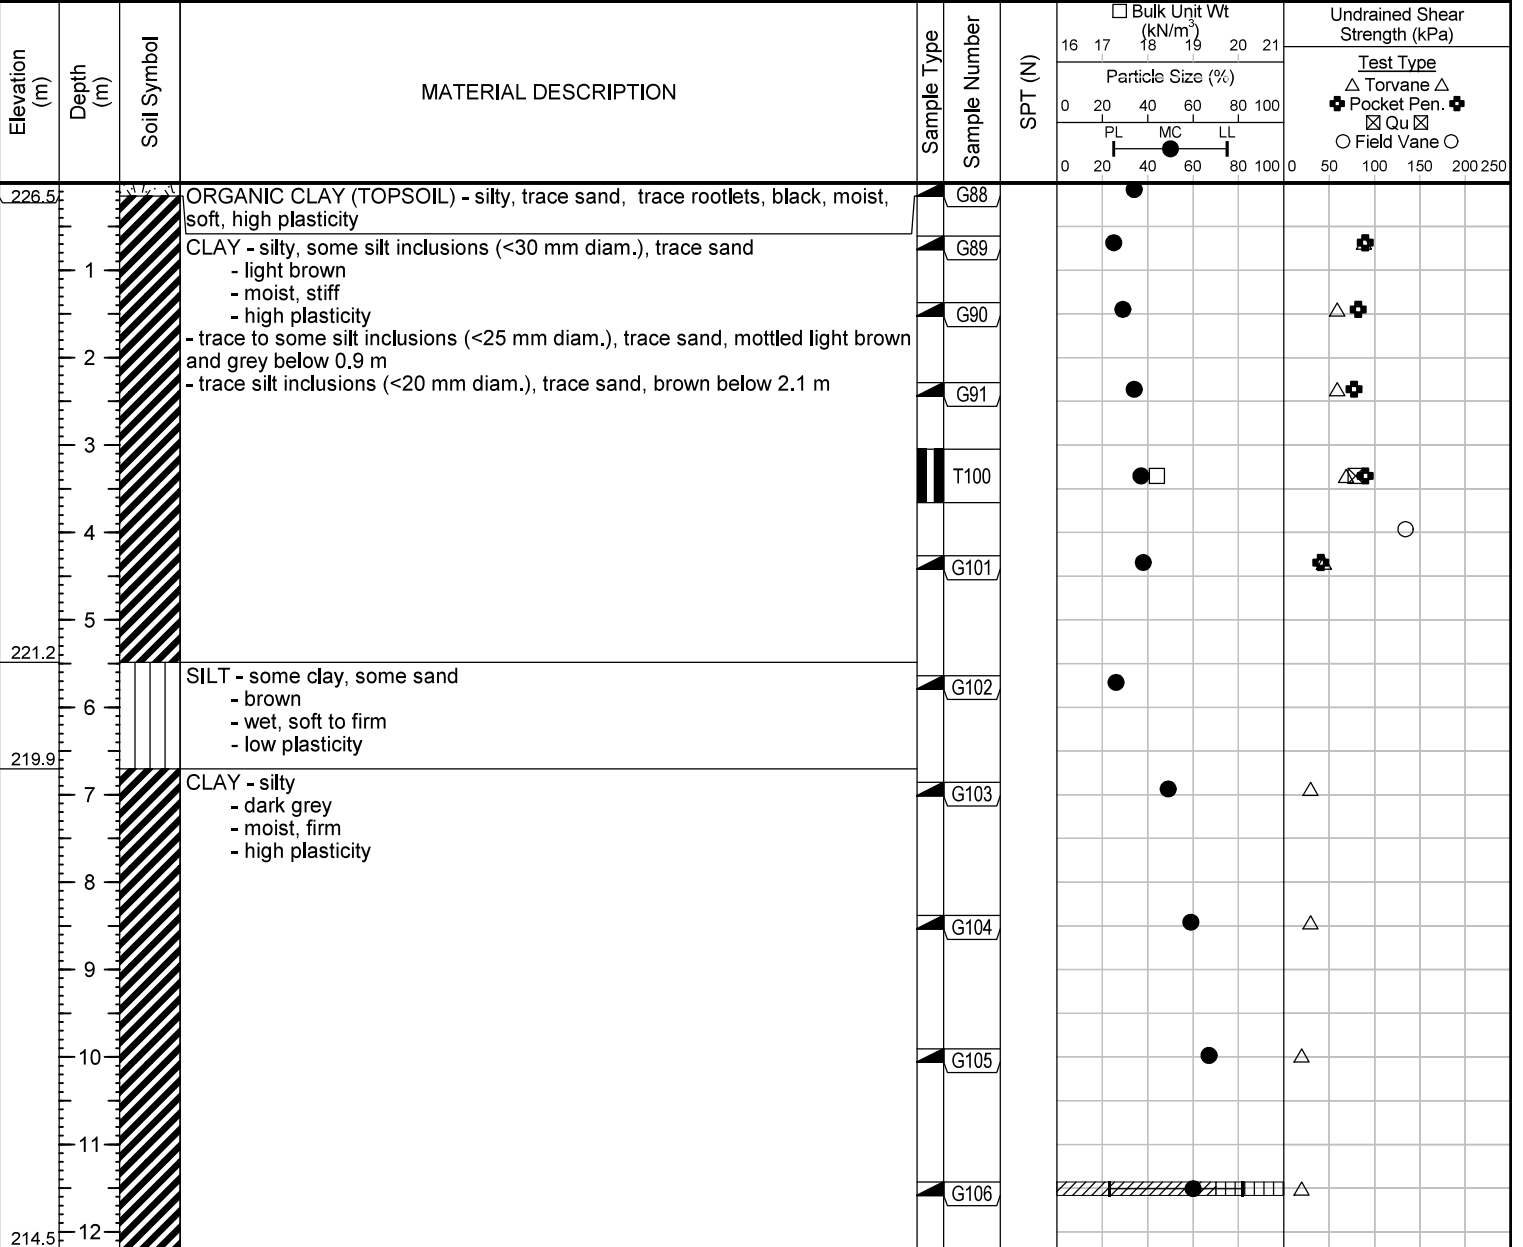 Elevation
(m)
Depth
(m)
Soil Symbol
MATERIAL DESCRIPTION
Sample Type
Sample Number
SPT (N)
Bulk Unit Wt
(kN/m³)
16 17 18 19 20 21
Particle Size (%)
0 20 40 60 80 100
PL MC LL
0 20 40 60 80 100
Undrained Shear
Strength (kPa)
Test Type
Torvane
Pocket Pen.
Qu
Field Vane
0 50 100 150 200 250
226.5
ORGANIC CLAY (TOPSOIL) - silty, trace sand, trace rootlets, black, moist,
soft, high plasticity
G88
CLAY - silty, some silt inclusions (<30 mm diam.), trace sand
G89
- light brown
1
- moist, stiff
- high plasticity
G90
- trace to some silt inclusions (<25 mm diam.), trace sand, mottled light brown
and grey below 0.9 m
2
- trace silt inclusions (<20 mm diam.), trace sand, brown below 2.1 m
G91
3
T100
4
G101
5
221.2
SILT - some clay, some sand
G102
- brown
6
- wet, soft to firm
- low plasticity
219.9
CLAY - silty
7
G103
- dark grey
- moist, firm
- high plasticity
8
G104
9
10
G105
11
G106
12
214.5